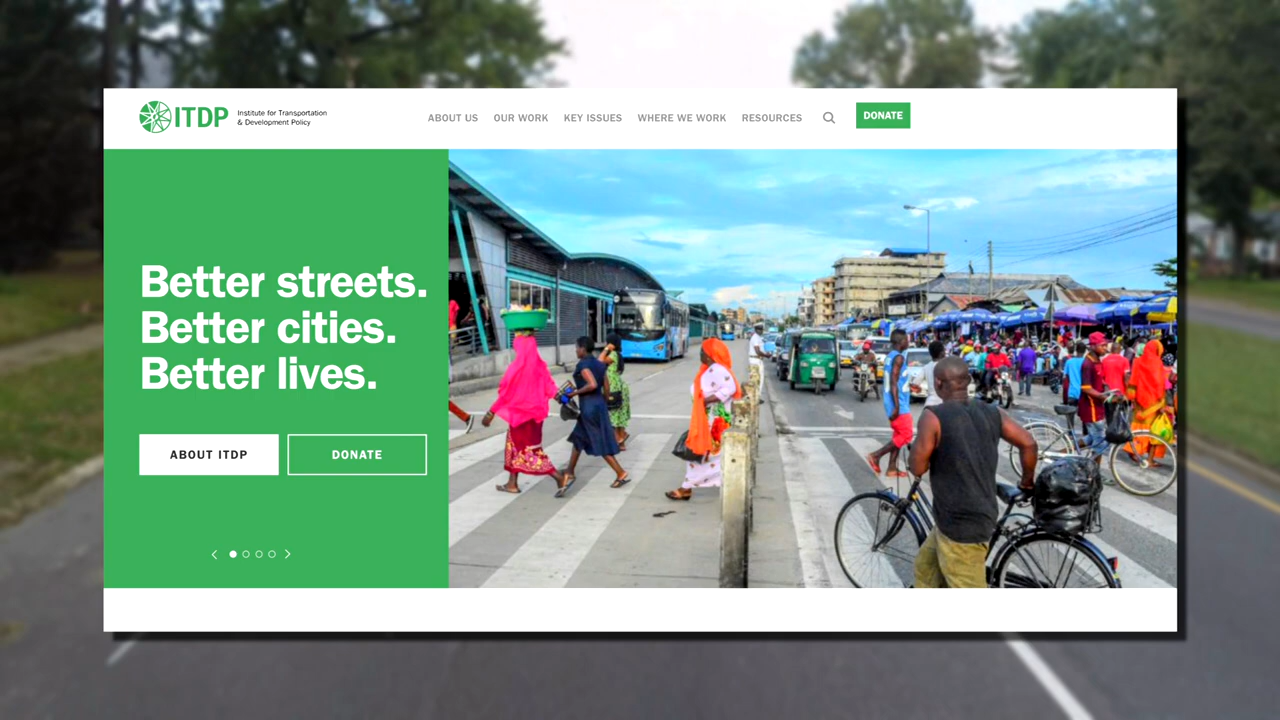 ITDP
Institute for Transportation
& Development Policy
ABOUT US
OUR WORK
KEY ISSUES
WHERE WE WORK
RESOURCES
DONATE
Better streets.
Better cities.
Better lives.
ABOUT ITDP
DONATE